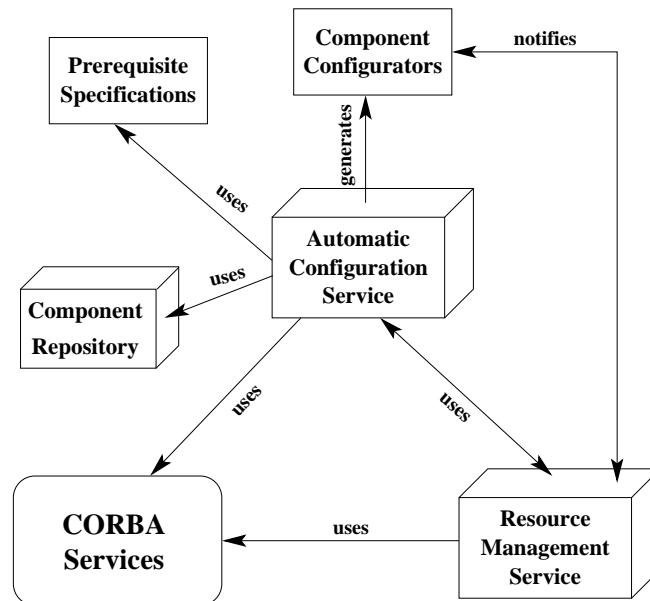 Component
Configurators
notifies
Prerequisite
Specifications
generates
uses
Automatic
Configuration
Service
uses
Component
Repository
uses
uses
CORBA
Services
uses
Resource
Management
Service